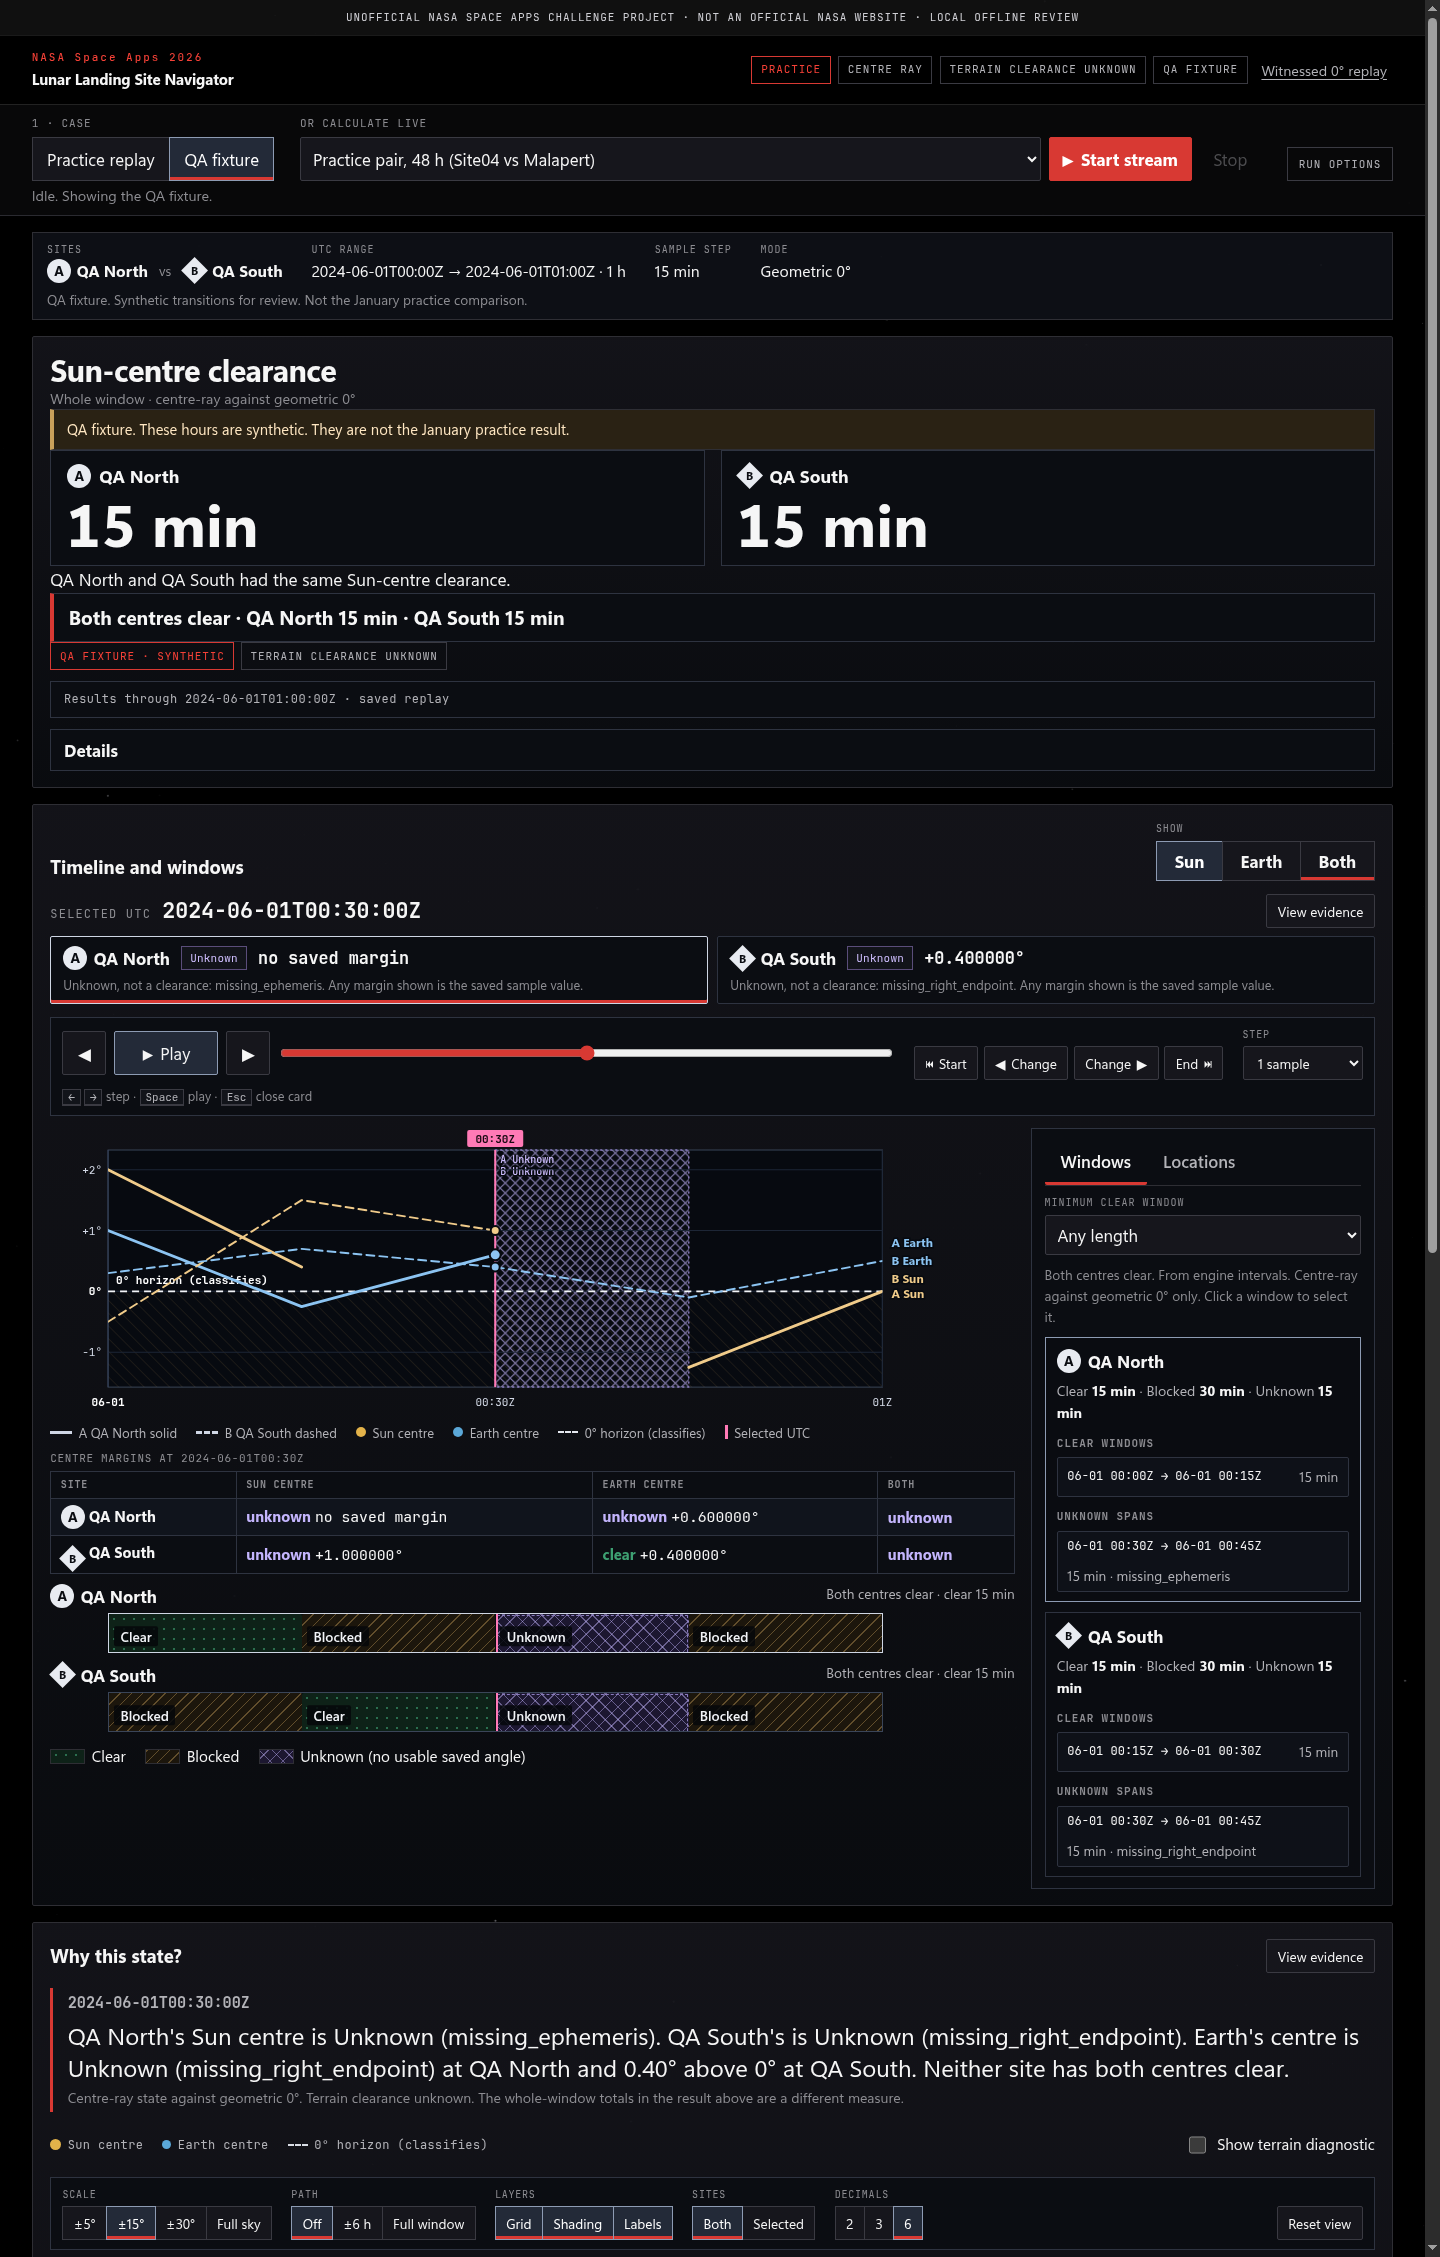 UNOFFICIAL NASA SPACE APPS CHALLENGE PROJECT · NOT AN OFFICIAL NASA WEBSITE · LOCAL OFFLINE REVIEW
NASA Space Apps 2026
Lunar Landing Site Navigator
PRACTICE
CENTRE RAY
TERRAIN CLEARANCE UNKNOWN
QA FIXTURE
Witnessed 0° replay
1 · CASE
OR CALCULATE LIVE
Practice replay
QA fixture
Practice pair, 48 h (Site04 vs Malapert)
▶ Start stream
Stop
RUN OPTIONS
Idle. Showing the QA fixture.
SITES
UTC RANGE
SAMPLE STEP
MODE
A QA North vs B QA South
2024-06-01T00:00Z → 2024-06-01T01:00Z · 1 h
15 min
Geometric 0°
QA fixture. Synthetic transitions for review. Not the January practice comparison.
Sun-centre clearance
Whole window · centre-ray against geometric 0°
QA fixture. These hours are synthetic. They are not the January practice result.
A QA North
15 min
B QA South
15 min
QA North and QA South had the same Sun-centre clearance.
Both centres clear · QA North 15 min · QA South 15 min
QA FIXTURE · SYNTHETIC
TERRAIN CLEARANCE UNKNOWN
Results through 2024-06-01T01:00:00Z · saved replay
Details
Timeline and windows
SHOW
Sun
Earth
Both
SELECTED UTC 2024-06-01T00:30:00Z
View evidence
A QA North Unknown no saved margin
Unknown, not a clearance: missing_ephemeris. Any margin shown is the saved sample value.
B QA South Unknown +0.400000°
Unknown, not a clearance: missing_right_endpoint. Any margin shown is the saved sample value.
◀
▶ Play
▶
⏮ Start
◀ Change
Change ▶
End ⏭
STEP
1 sample
← → step · Space play · Esc close card
00:30Z
A Unknown
B Unknown
+2°
+1°
0° horizon (classifies)
0°
-1°
A Earth
B Earth
B Sun
A Sun
06-01
00:30Z
01Z
A QA North solid
B QA South dashed
Sun centre
Earth centre
0° horizon (classifies)
Selected UTC
CENTRE MARGINS AT 2024-06-01T00:30Z
SITE
SUN CENTRE
EARTH CENTRE
BOTH
A QA North
unknown no saved margin
unknown +0.600000°
unknown
B QA South
unknown +1.000000°
clear +0.400000°
unknown
A QA North
Both centres clear · clear 15 min
Clear
Blocked
Unknown
Blocked
B QA South
Both centres clear · clear 15 min
Blocked
Clear
Unknown
Blocked
Clear
Blocked
Unknown (no usable saved angle)
Windows
Locations
MINIMUM CLEAR WINDOW
Any length
Both centres clear. From engine intervals. Centre-ray
against geometric 0° only. Click a window to select
it.
A QA North
Clear 15 min · Blocked 30 min · Unknown 15
min
CLEAR WINDOWS
06-01 00:00Z → 06-01 00:15Z
15 min
UNKNOWN SPANS
06-01 00:30Z → 06-01 00:45Z
15 min · missing_ephemeris
B QA South
Clear 15 min · Blocked 30 min · Unknown 15
min
CLEAR WINDOWS
06-01 00:15Z → 06-01 00:30Z
15 min
UNKNOWN SPANS
06-01 00:30Z → 06-01 00:45Z
15 min · missing_right_endpoint
Why this state?
View evidence
2024-06-01T00:30:00Z
QA North's Sun centre is Unknown (missing_ephemeris). QA South's is Unknown (missing_right_endpoint). Earth's centre is
Unknown (missing_right_endpoint) at QA North and 0.40° above 0° at QA South. Neither site has both centres clear.
Centre-ray state against geometric 0°. Terrain clearance unknown. The whole-window totals in the result above are a different measure.
Sun centre
Earth centre
0° horizon (classifies)
Show terrain diagnostic
SCALE
PATH
LAYERS
SITES
DECIMALS
±5°
±15°
±30°
Full sky
Off
±6 h
Full window
Grid
Shading
Labels
Both
Selected
2
3
6
Reset view